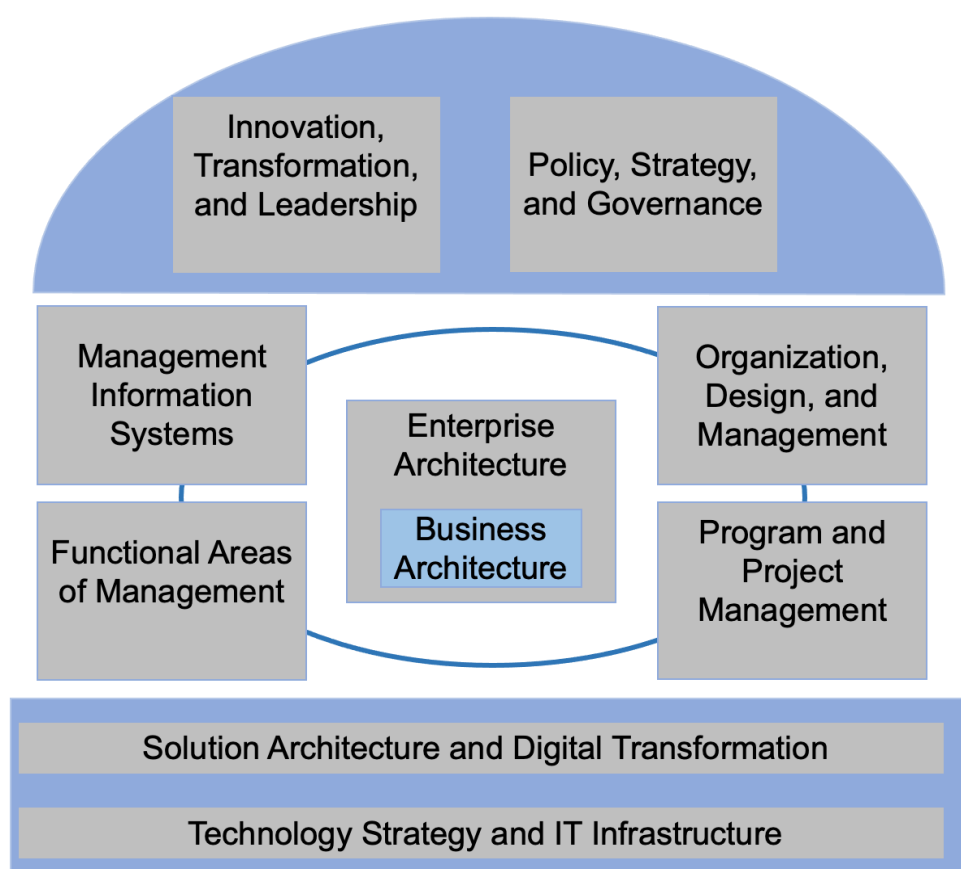 Innovation,
Transformation,
and Leadership
Policy, Strategy,
and Governance
Management
Information
Systems
Organization,
Design, and
Management
Enterprise
Architecture
Business
Architecture
Functional Areas
of Management
Program and
Project
Management
Solution Architecture and Digital Transformation
Technology Strategy and IT Infrastructure